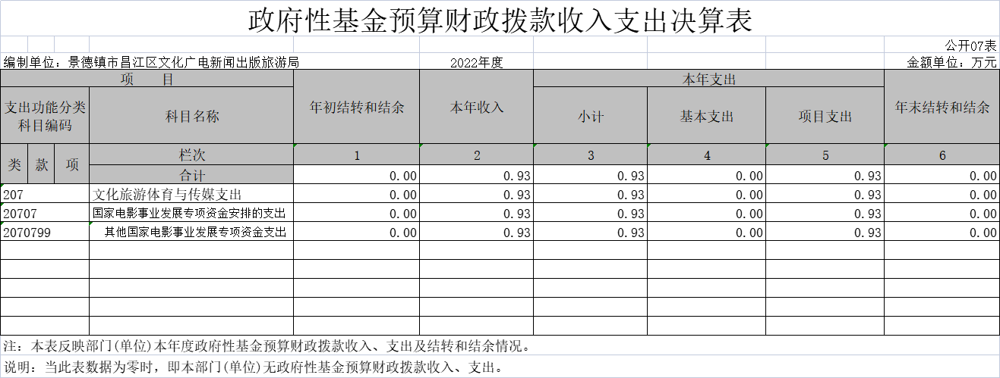 政府性基金预算财政拨款收入支出决算表
公开07表
编制单位：景德镇市昌江区文化广电新闻出版旅游局 2022年度 金额单位：万元
项 目 年初结转和结余 本年收入 本年支出 年末结转和结余
支出功能分类科目编码 科目名称 小计 基本支出 项目支出
类 款 项 栏次 1 2 3 4 5 6
合计 0.00 0.93 0.93 0.00 0.93 0.00
207 文化旅游体育与传媒支出 0.00 0.93 0.93 0.00 0.93 0.00
20707 国家电影事业发展专项资金安排的支出 0.00 0.93 0.93 0.00 0.93 0.00
2070799 其他国家电影事业发展专项资金支出 0.00 0.93 0.93 0.00 0.93 0.00
注：本表反映部门(单位)本年度政府性基金预算财政拨款收入、支出及结转和结余情况。
说明：当此表数据为零时，即本部门(单位)无政府性基金预算财政拨款收入、支出。